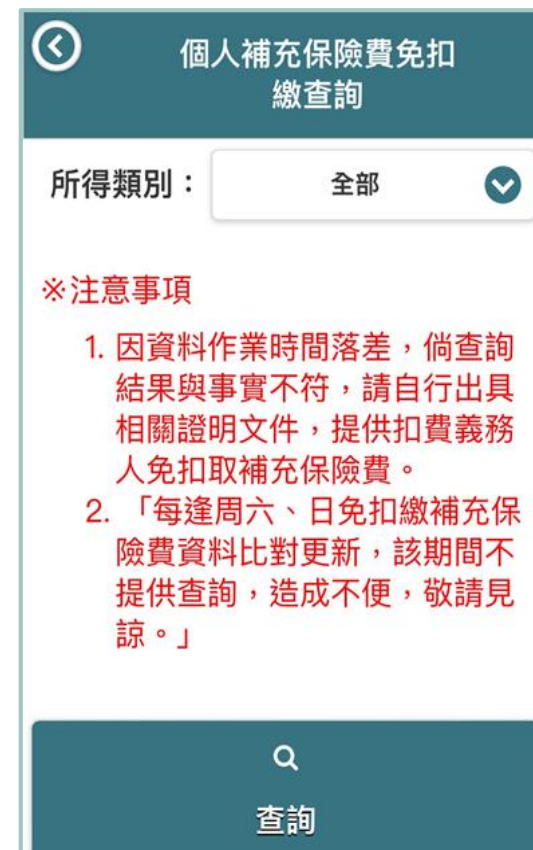 個人補充保險費免扣
繳查詢
所得類別：
全部
※注意事項
1. 因資料作業時間落差，倘查詢
結果與事實不符，請自行出具
相關證明文件，提供扣費義務
人免扣取補充保險費。
2. 「每逢周六、日免扣繳補充保
險費資料比對更新，該期間不
提供查詢，造成不便，敬請見
諒。」
查詢